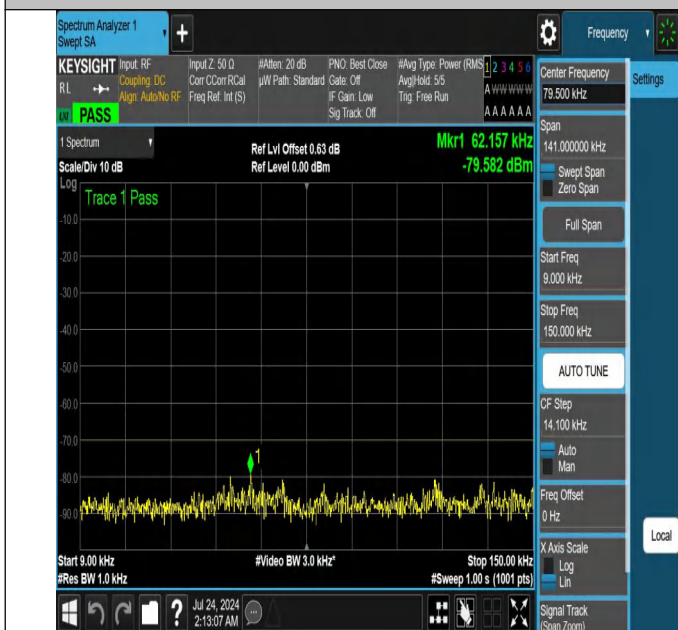 Spectrum Analyzer 1
Swept SA
+
Frequency
KEYSIGHT
RL
LXI
PASS
Input: RF
Coupling: DC
Align: Auto/No RF
Input Z: 50 Ω
Corr CCorr RCal
Freq Ref: Int (S)
#Atten: 20 dB
µW Path: Standard
PNO: Best Close
Gate: Off
IF Gain: Low
Sig Track: Off
#Avg Type: Power (RMS)
Avg|Hold: 5/5
Trig: Free Run
1 2 3 4 5 6
A W W W W W
A A A A A A
1 Spectrum
Scale/Div 10 dB
Ref Lvl Offset 0.63 dB
Ref Level 0.00 dBm
Mkr1 62.157 kHz
-79.582 dBm
Log
Trace 1 Pass
-10.0
-20.0
-30.0
-40.0
-50.0
-60.0
-70.0
-80.0
-90.0
1
Start 9.00 kHz
#Res BW 1.0 kHz
#Video BW 3.0 kHz*
Stop 150.00 kHz
#Sweep 1.00 s (1001 pts)
?
Jul 24, 2024
2:13:07 AM
Center Frequency
79.500 kHz
Settings
Span
141.000000 kHz
Swept Span
Zero Span
Full Span
Start Freq
9.000 kHz
Stop Freq
150.000 kHz
AUTO TUNE
CF Step
14.100 kHz
Auto
Man
Freq Offset
0 Hz
Local
X Axis Scale
Log
Lin
Signal Track
(Span Zoom)